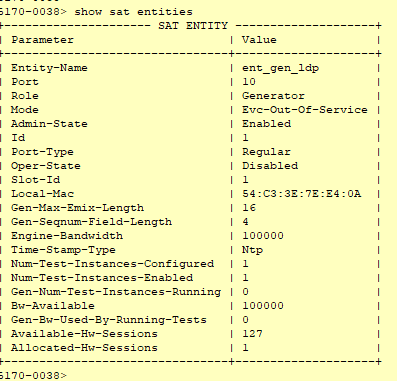 5170-0038> show sat entities
+---------------------- SAT ENTITY ---------------------+
| Parameter | Value |
+---------------------------------+---------------------+
| Entity-Name | ent_gen_ldp |
| Port | 10 |
| Role | Generator |
| Mode | Evc-Out-Of-Service |
| Admin-State | Enabled |
| Id | 1 |
| Port-Type | Regular |
| Oper-State | Disabled |
| Slot-Id | 1 |
| Local-Mac | 54:C3:3E:7E:E4:0A |
| Gen-Max-Emix-Length | 16 |
| Gen-Seqnum-Field-Length | 4 |
| Engine-Bandwidth | 100000 |
| Time-Stamp-Type | Ntp |
| Num-Test-Instances-Configured | 1 |
| Num-Test-Instances-Enabled | 1 |
| Gen-Num-Test-Instances-Running | 0 |
| Bw-Available | 100000 |
| Gen-Bw-Used-By-Running-Tests | 0 |
| Available-Hw-Sessions | 127 |
| Allocated-Hw-Sessions | 1 |
+---------------------------------+---------------------+
5170-0038>